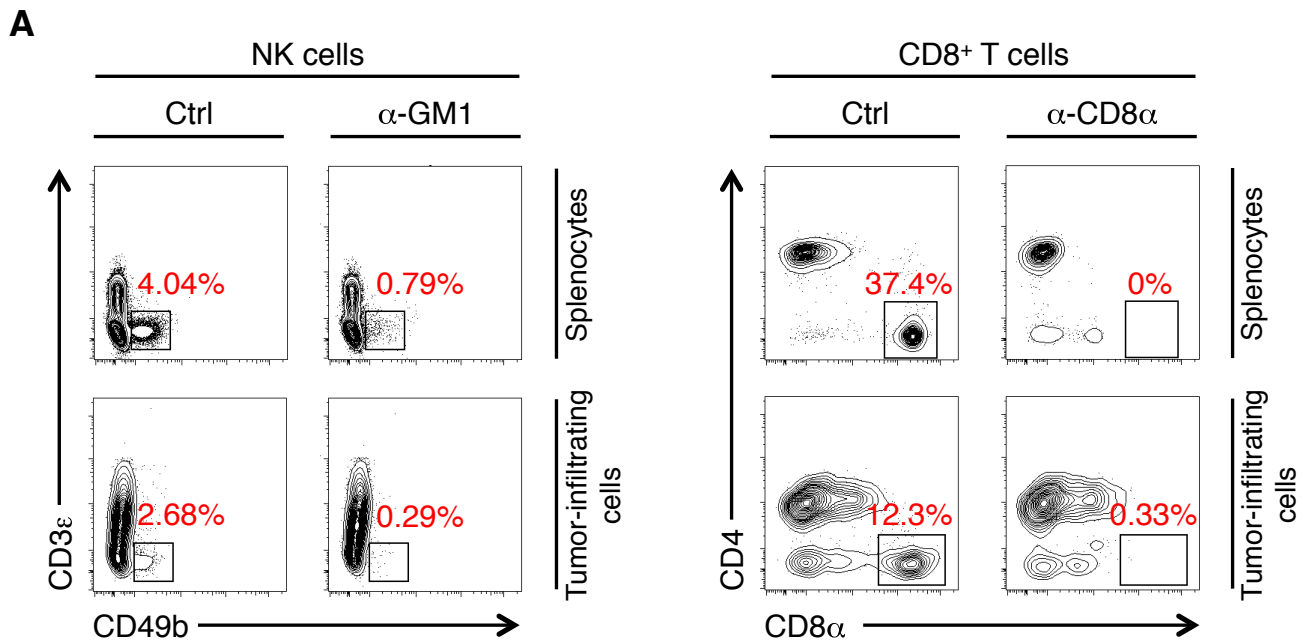 A
NK cells
CD8⁺ T cells
Ctrl
α-GM1
Ctrl
α-CD8α
4.04%
0.79%
37.4%
0%
Splenocytes
Splenocytes
2.68%
0.29%
12.3%
0.33%
Tumor-infiltrating
cells
Tumor-infiltrating
cells
CD3ε
CD4
CD49b
CD8α